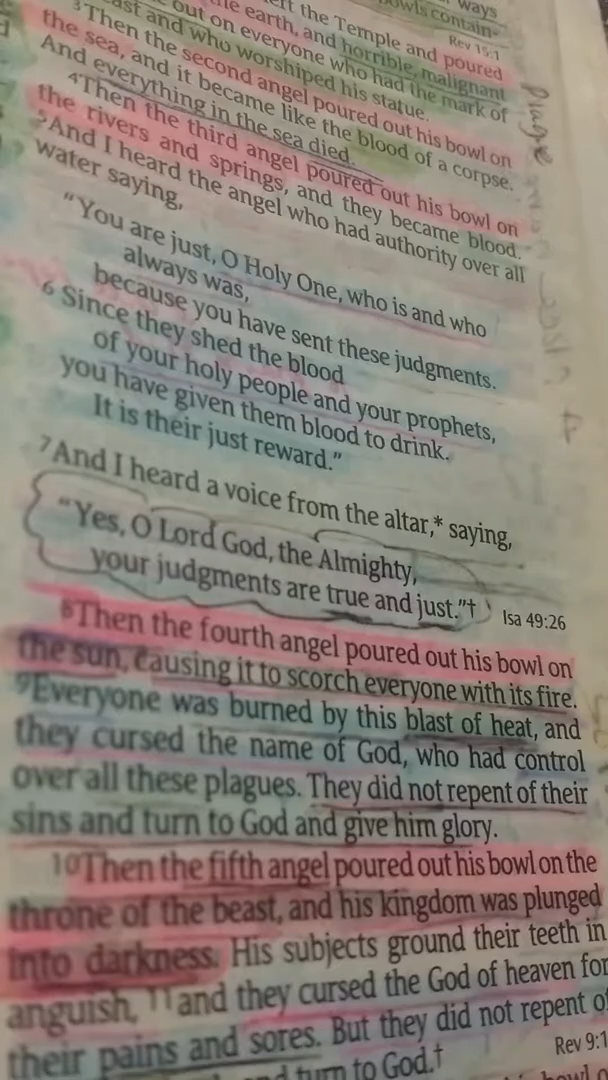 ways
bowls contain-
Rev 15:1
left the Temple and poured
the earth, and horrible, malignant
out on everyone who had the mark of
east and who worshiped his statue.
3Then the second angel poured out his bowl on
the sea, and it became like the blood of a corpse.
And everything in the sea died.
4Then the third angel poured out his bowl on
the rivers and springs, and they became blood.
5And I heard the angel who had authority over all
water saying,
“You are just, O Holy One, who is and who
always was,
because you have sent these judgments.
6 Since they shed the blood
of your holy people and your prophets,
you have given them blood to drink.
It is their just reward.”
7And I heard a voice from the altar,* saying,
“Yes, O Lord God, the Almighty,
your judgments are true and just.”†
Isa 49:26
8Then the fourth angel poured out his bowl on
the sun, causing it to scorch everyone with its fire.
9Everyone was burned by this blast of heat, and
they cursed the name of God, who had control
over all these plagues. They did not repent of their
sins and turn to God and give him glory.
10Then the fifth angel poured out his bowl on the
throne of the beast, and his kingdom was plunged
into darkness. His subjects ground their teeth in
anguish, 11and they cursed the God of heaven for
their pains and sores. But they did not repent of
Rev 9:1
and turn to God.†
bowl o
Plague